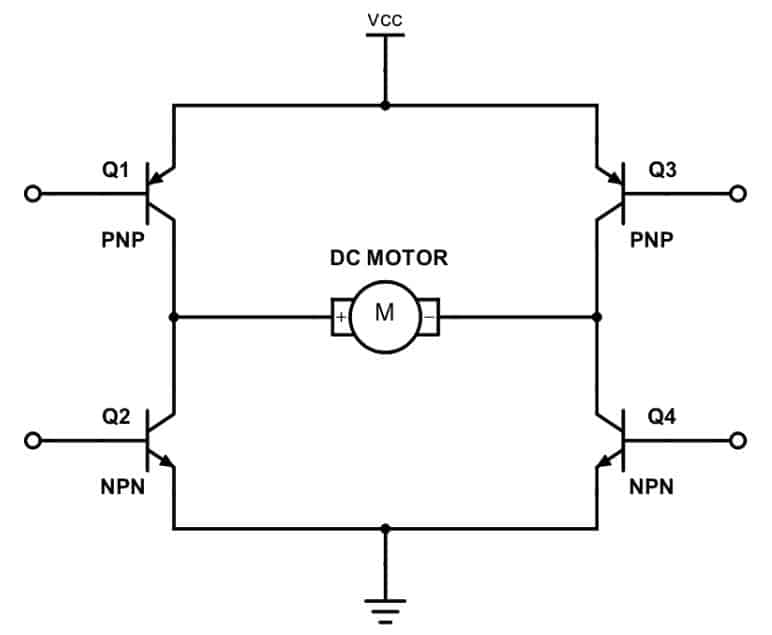 VCC
Q1
Q3
PNP
PNP
DC MOTOR
+ M −
Q2
Q4
NPN
NPN